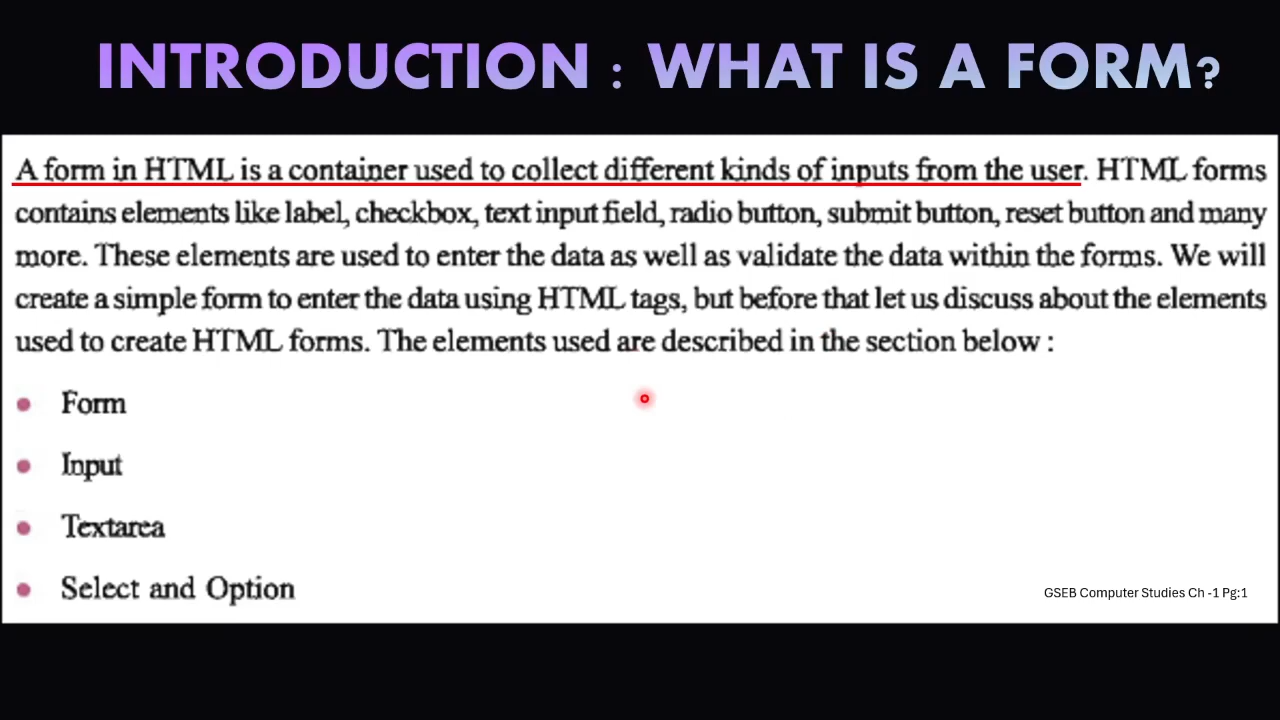 INTRODUCTION : WHAT IS A FORM?
A form in HTML is a container used to collect different kinds of inputs from the user. HTML forms
contains elements like label, checkbox, text input field, radio button, submit button, reset button and many
more. These elements are used to enter the data as well as validate the data within the forms. We will
create a simple form to enter the data using HTML tags, but before that let us discuss about the elements
used to create HTML forms. The elements used are described in the section below :
• Form
• Input
• Textarea
• Select and Option
GSEB Computer Studies Ch -1 Pg:1